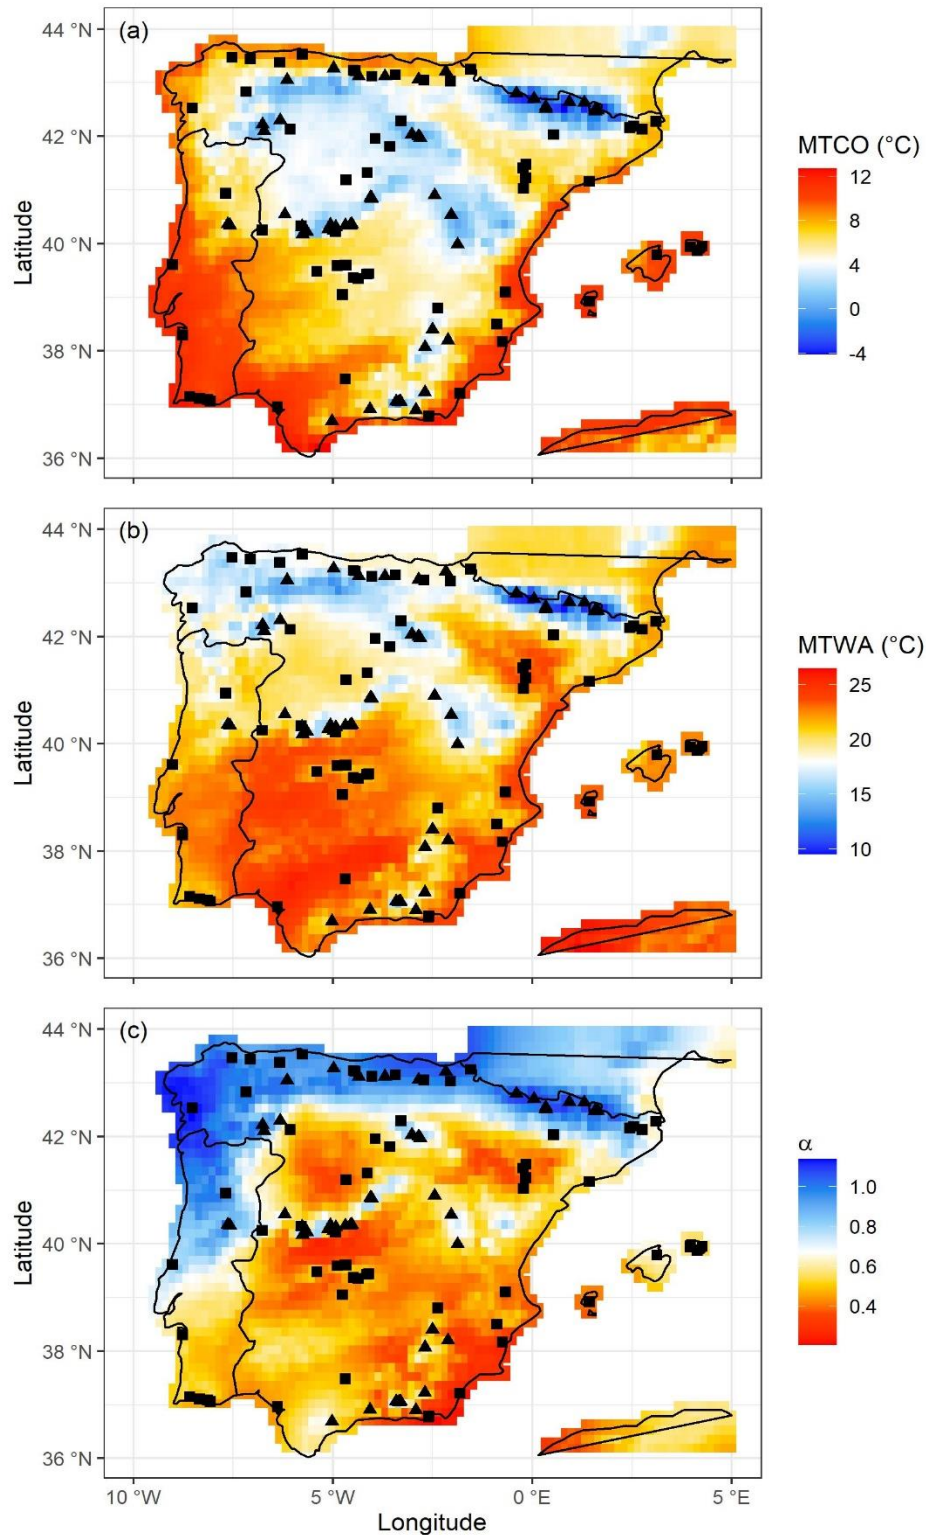 (a)
44 °N
42 °N
40 °N
38 °N
36 °N
Latitude
MTCO (°C)
12
8
4
0
-4
(b)
44 °N
42 °N
40 °N
38 °N
36 °N
Latitude
MTWA (°C)
25
20
15
10
(c)
44 °N
42 °N
40 °N
38 °N
36 °N
Latitude
α
1.0
0.8
0.6
0.4
10 °W 5 °W 0 °E 5 °E
Longitude